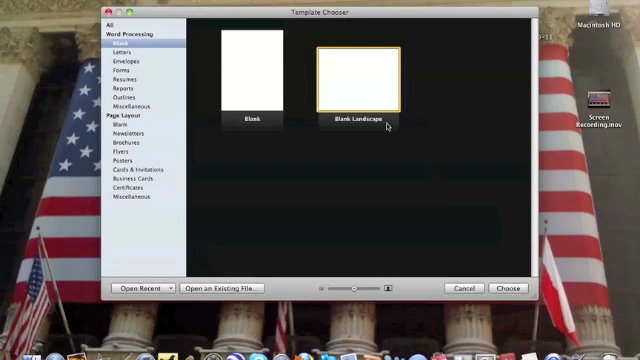 Template Chooser
All
Word Processing
Blank
Letters
Envelopes
Forms
Resumes
Reports
Outlines
Miscellaneous
Page Layout
Blank
Newsletters
Brochures
Flyers
Posters
Cards & Invitations
Business Cards
Certificates
Miscellaneous
Blank
Blank Landscape
Open Recent
Open an Existing File...
Cancel
Choose
Macintosh HD
Screen
Recording.mov